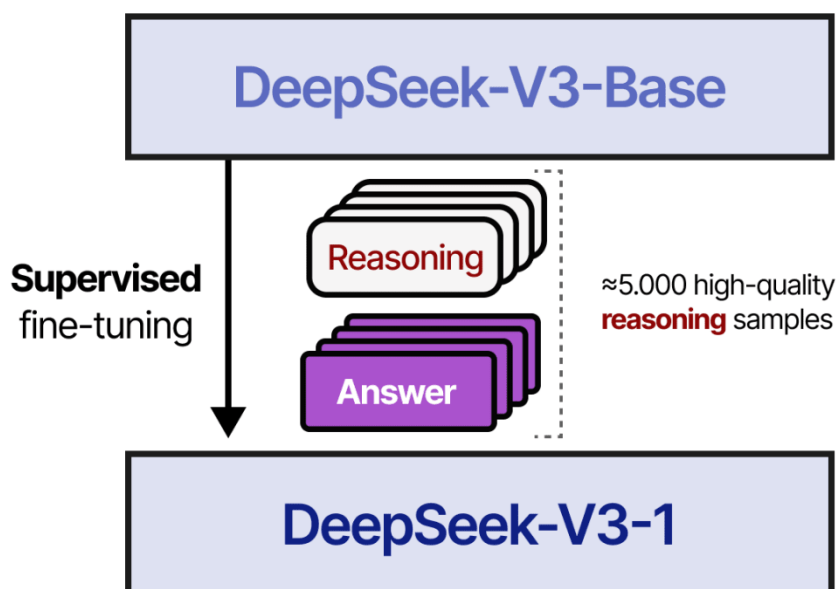 DeepSeek-V3-Base
Reasoning
Supervised
fine-tuning
≈5.000 high-quality
reasoning samples
Answer
DeepSeek-V3-1